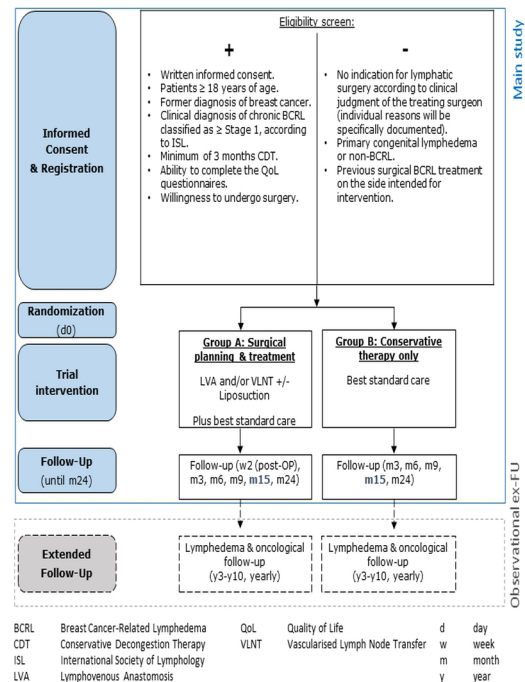 Eligibility screen:
+
-
Informed
Consent
& Registration
• Written informed consent.
• Patients ≥ 18 years of age.
• Former diagnosis of breast cancer.
• Clinical diagnosis of chronic BCRL
classified as ≥ Stage 1, according
to ISL.
• Minimum of 3 months CDT.
• Ability to complete the QoL
questionnaires.
• Willingness to undergo surgery.
• No indication for lymphatic
surgery according to clinical
judgment of the treating surgeon
(individual reasons will be
specifically documented).
• Primary congenital lymphedema
or non-BCRL.
• Previous surgical BCRL treatment
on the side intended for
intervention.
Main study
Randomization
(d0)
Trial
intervention
Group A: Surgical
planning & treatment
LVA and/or VLNT +/-
Liposuction
Plus best standard care
Group B: Conservative
therapy only
Best standard care
Follow-Up
(until m24)
Follow-up (w2 (post-OP),
m3, m6, m9, m15, m24)
Follow-up (m3, m6, m9,
m15, m24)
Extended
Follow-Up
Lymphedema & oncological
follow-up
(y3-y10, yearly)
Lymphedema & oncological
follow-up
(y3-y10, yearly)
Observational ex-FU
BCRL Breast Cancer-Related Lymphedema QoL Quality of Life d day
CDT Conservative Decongestion Therapy VLNT Vascularised Lymph Node Transfer w week
ISL International Society of Lymphology m month
LVA Lymphovenous Anastomosis y year